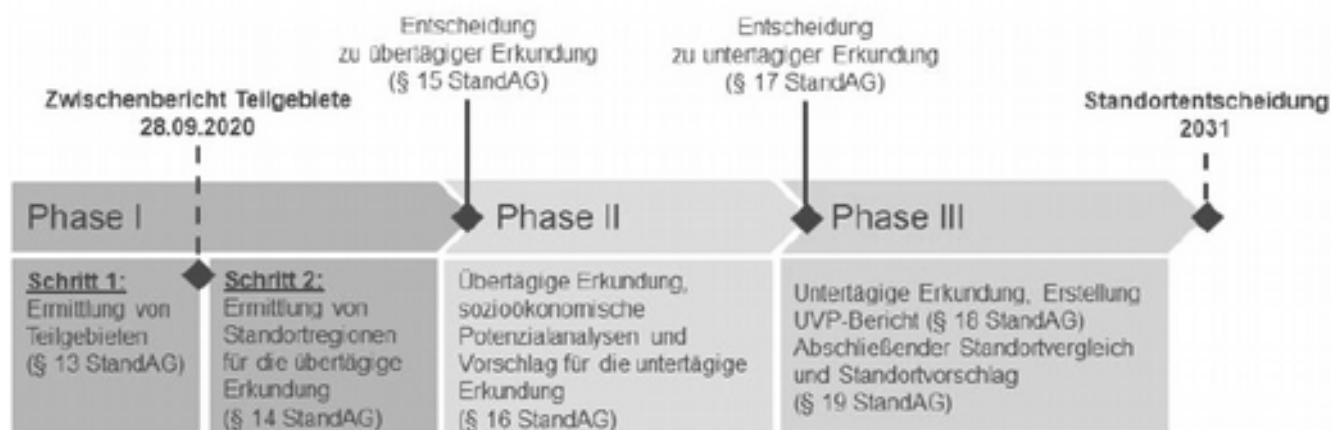 Entscheidung
zu übertägiger Erkundung
(§ 15 StandAG)
Entscheidung
zu untertägiger Erkundung
(§ 17 StandAG)
Zwischenbericht Teilgebiete
28.09.2020
Standortentscheidung
2031
Phase I
Phase II
Phase III
Schritt 1:
Ermittlung von
Teilgebieten
(§ 13 StandAG)
Schritt 2:
Ermittlung von
Standortregionen
für die übertägige
Erkundung
(§ 14 StandAG)
Übertägige Erkundung,
sozioökonomische
Potenzialanalysen und
Vorschlag für die untertägige
Erkundung
(§ 16 StandAG)
Untertägige Erkundung, Erstellung
UVP-Bericht (§ 18 StandAG)
Abschließender Standortvergleich
und Standortvorschlag
(§ 19 StandAG)